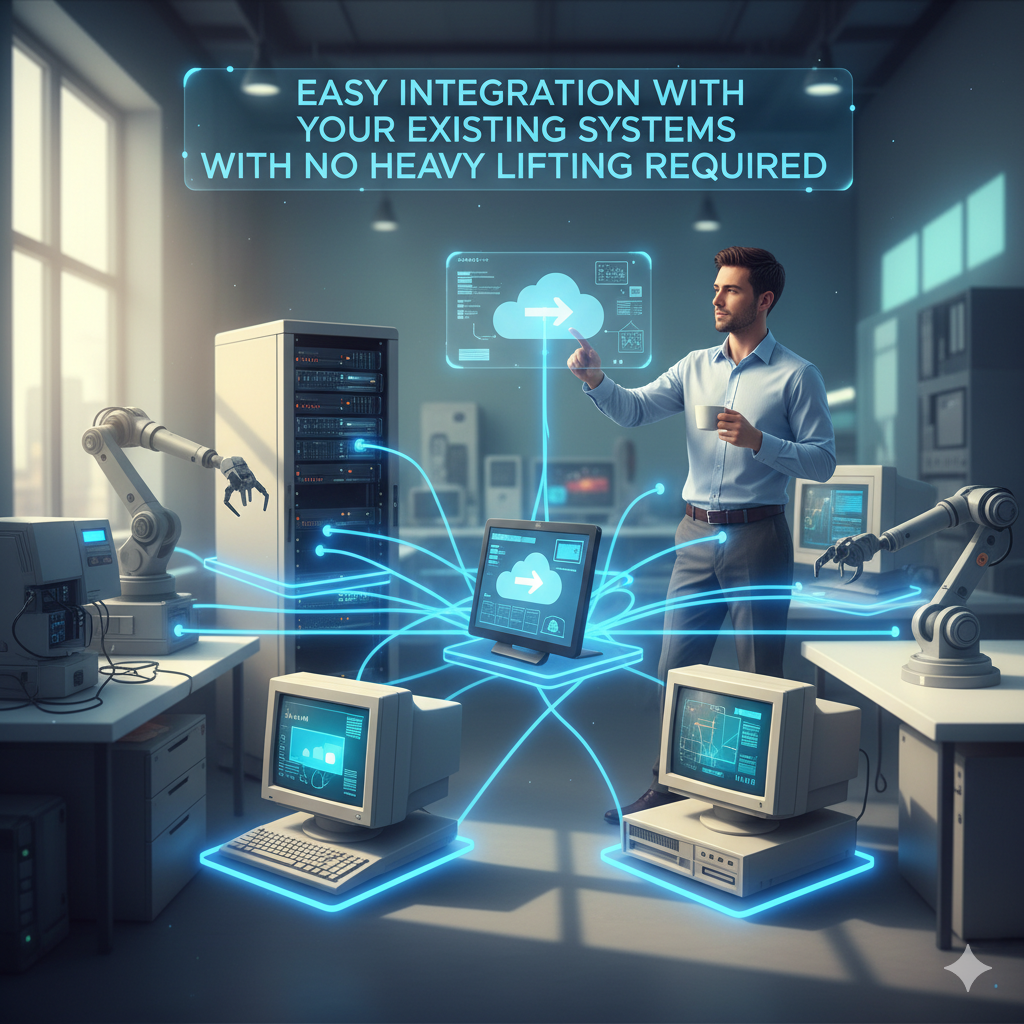 EASY INTEGRATION WITH
YOUR EXISTING SYSTEMS
WITH NO HEAVY LIFTING REQUIRED